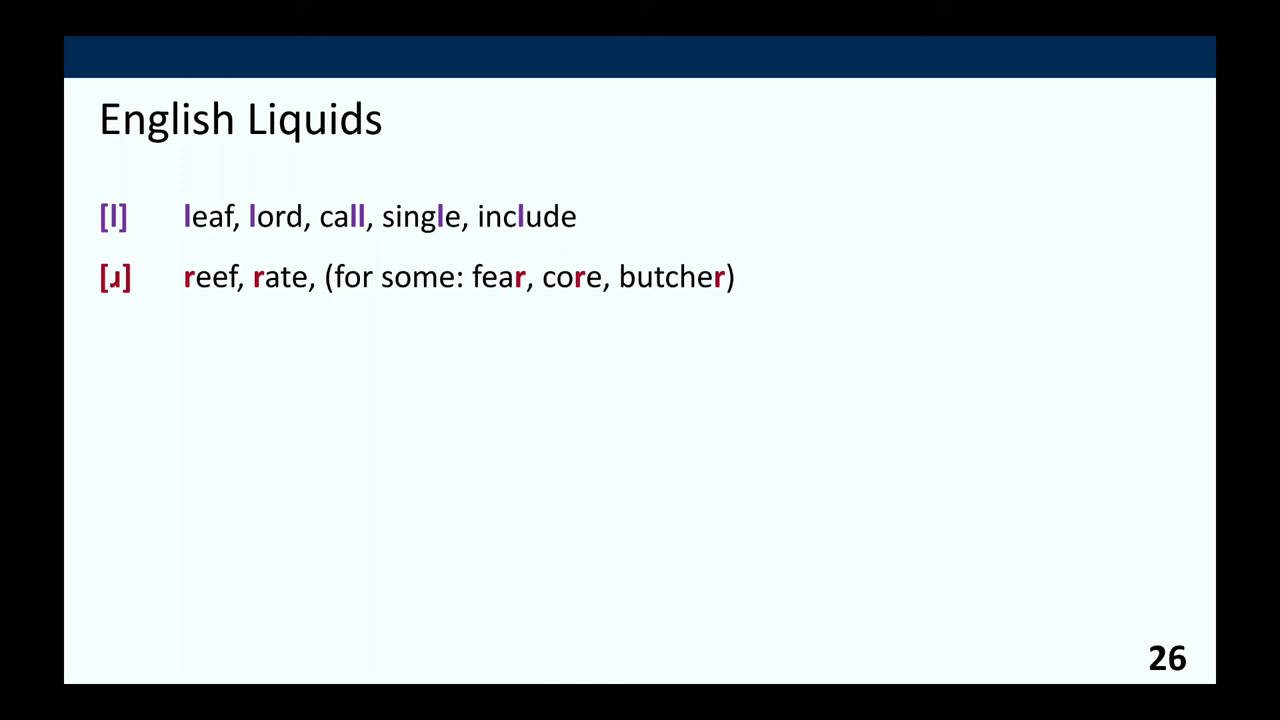 English Liquids
[l] leaf, lord, call, single, include
[ɹ] reef, rate, (for some: fear, core, butcher)
26